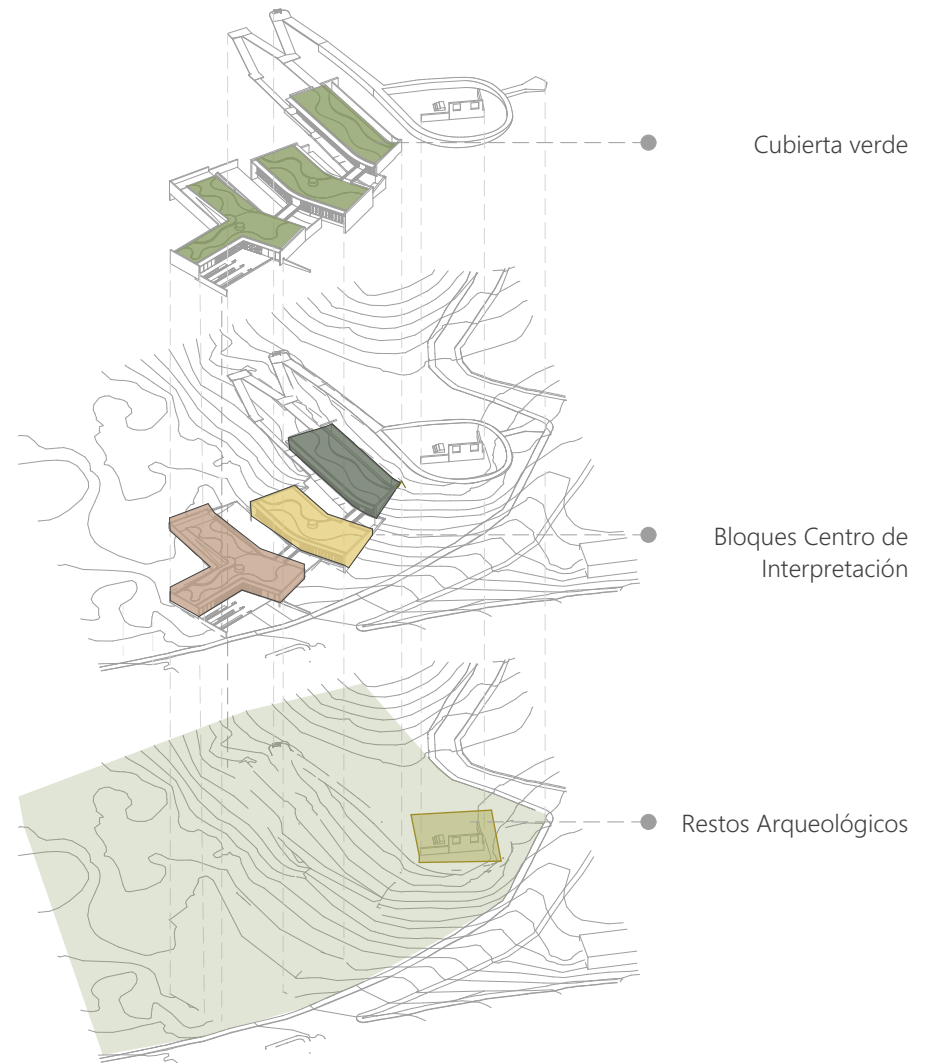 Cubierta verde
Bloques Centro de
Interpretación
Restos Arqueológicos